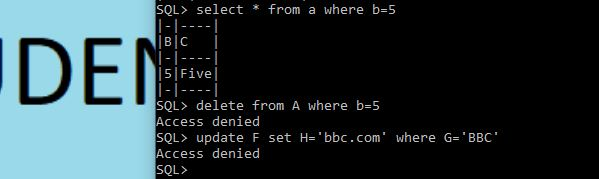 SQL> select * from a where b=5
|-|----|
|B|C   |
|-|----|
|5|Five|
|-|----|
SQL> delete from A where b=5
Access denied
SQL> update F set H='bbc.com' where G='BBC'
Access denied
SQL>